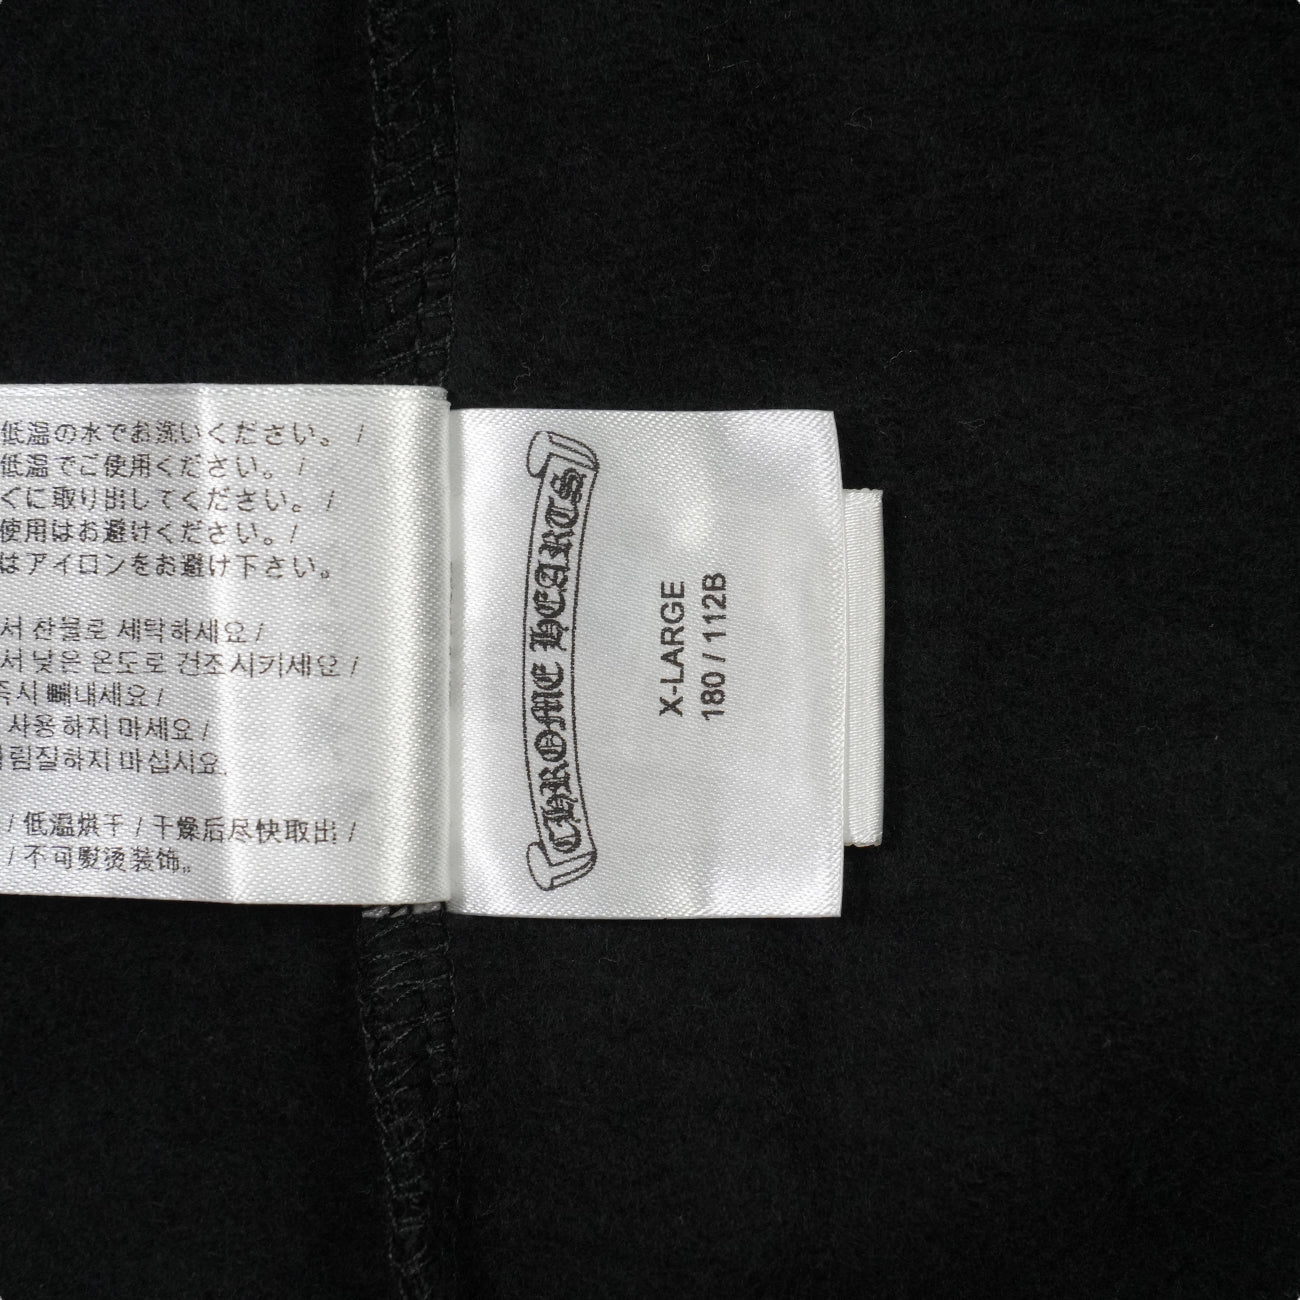 低温の水でお洗いください。 /
低温でご使用ください。 /
ぐに取り出してください。 /
使用はお避けください。 /
はアイロンをお避け下さい。
서 찬물로 세탁하세요 /
서 낮은 온도로 건조시키세요 /
즉시 빼내세요 /
사용하지 마세요 /
림질하지 마십시오.
/ 低温烘干 / 干燥后尽快取出 /
/ 不可熨烫装饰。
CHROME HEARTS
X-LARGE
180 / 112B